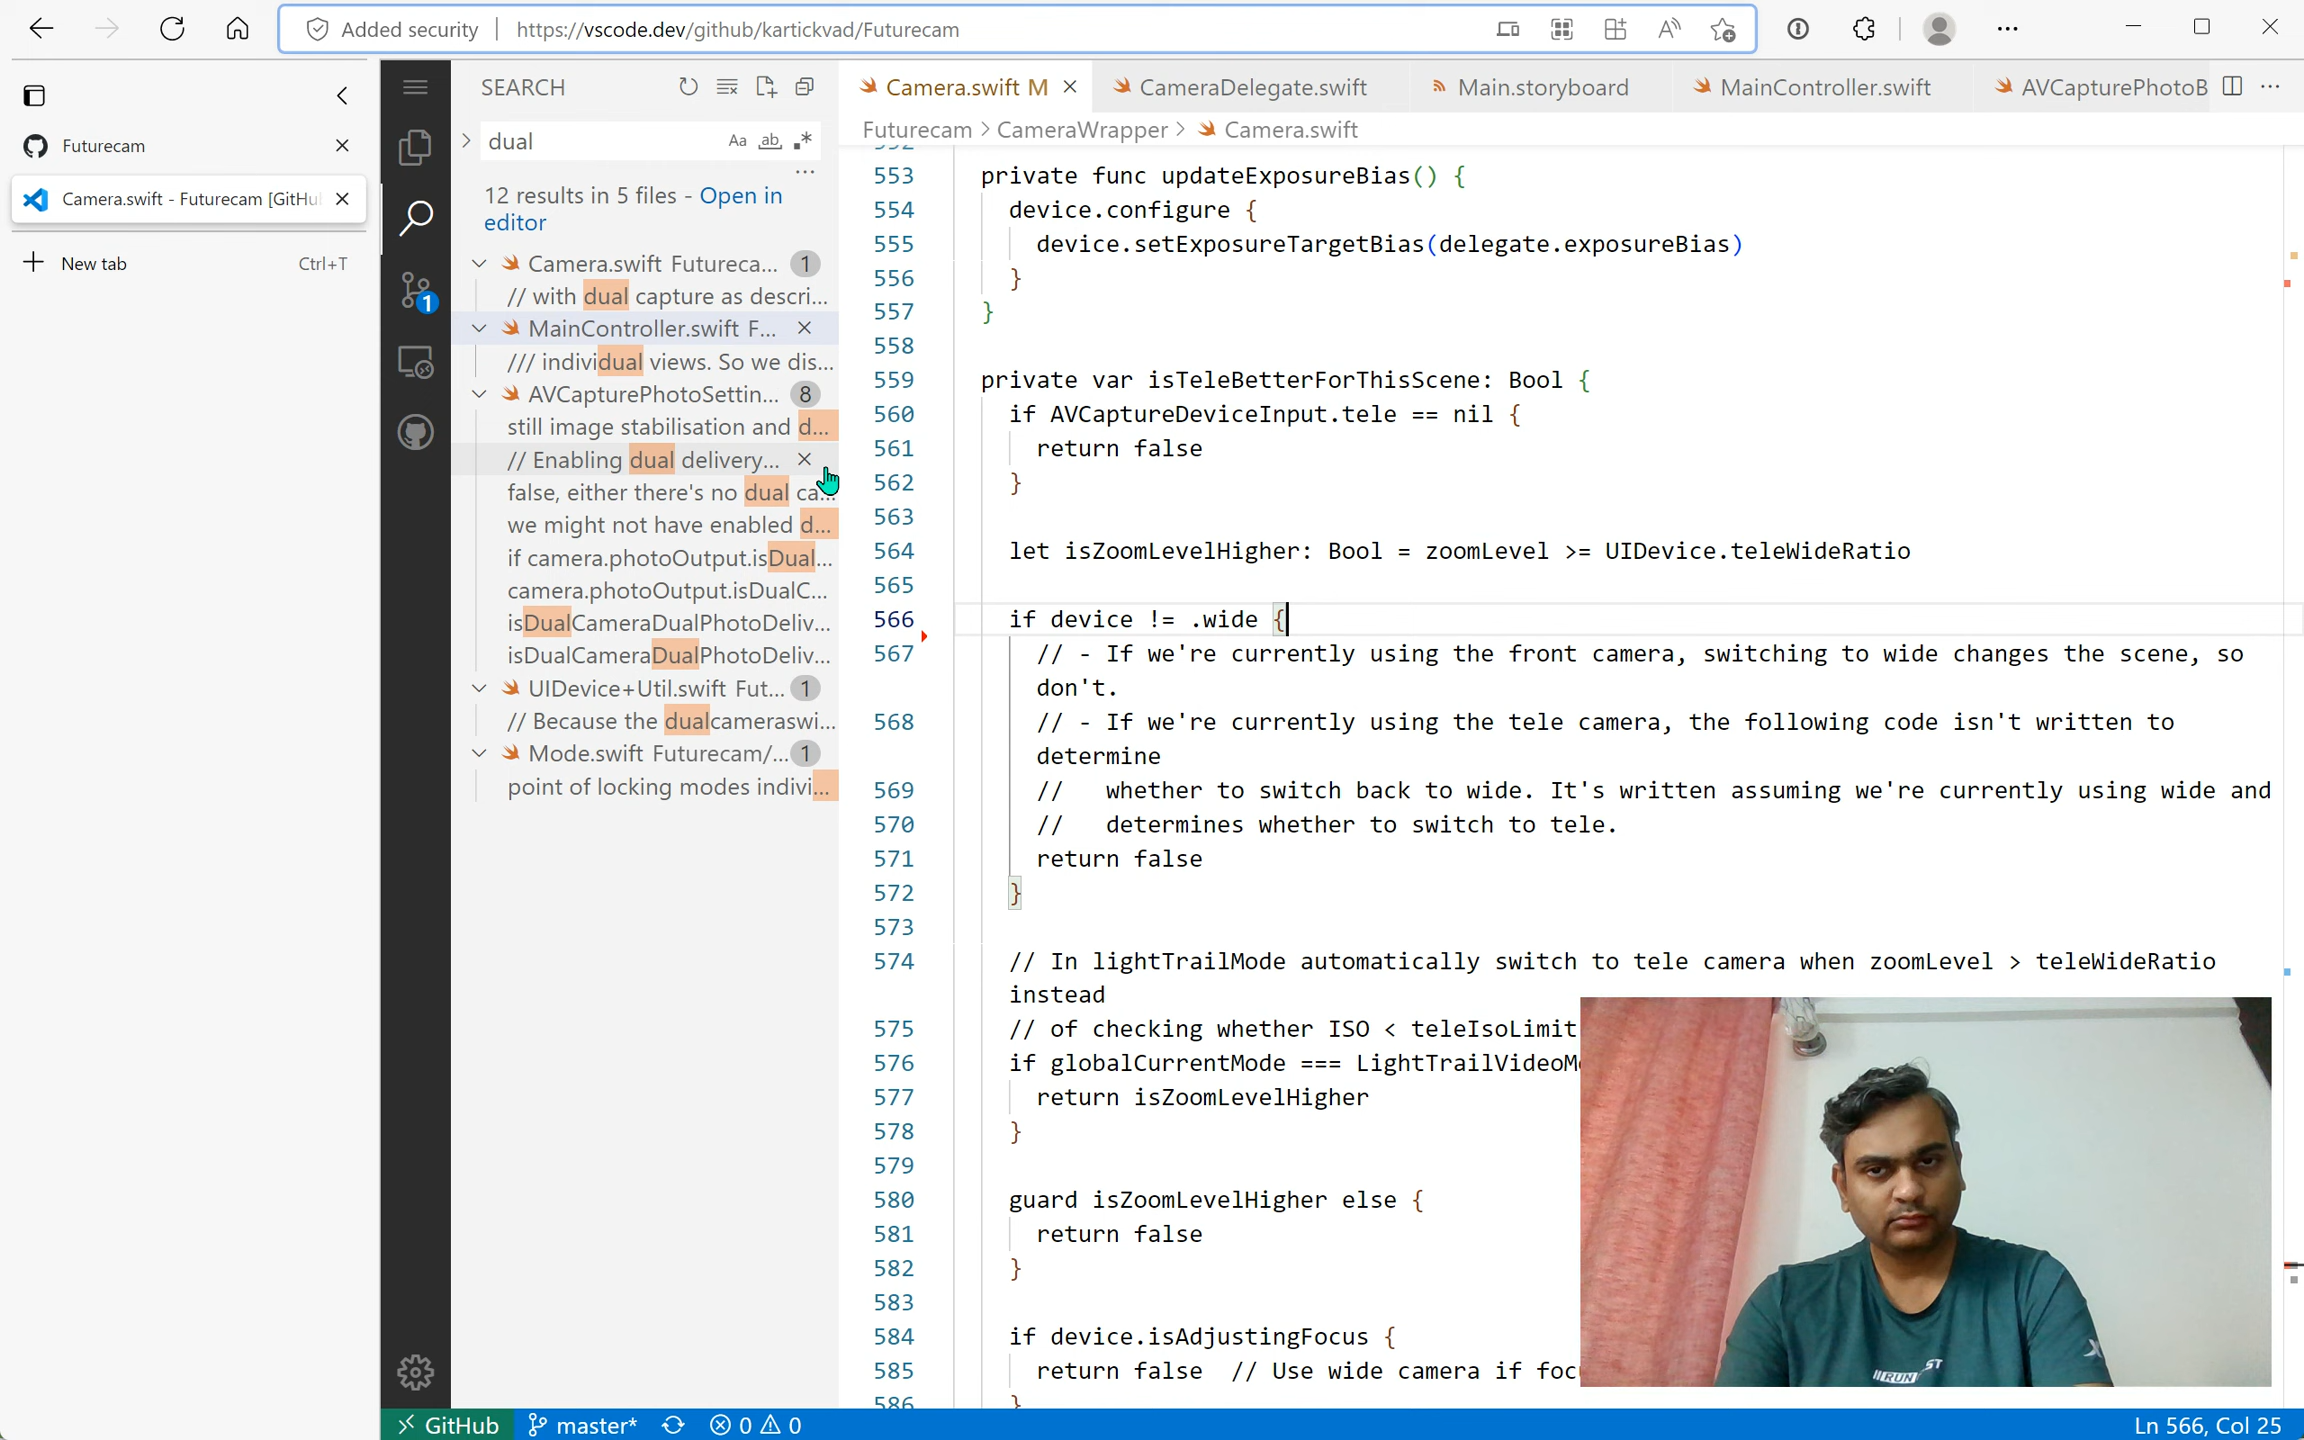 Added security
https://vscode.dev/github/kartickvad/Futurecam
Futurecam
Camera.swift - Futurecam [GitHu
New tab Ctrl+T
SEARCH
dual
Aa ab
12 results in 5 files - Open in
editor
Camera.swift Futureca... 1
// with dual capture as descri...
MainController.swift F...
/// individual views. So we dis...
AVCapturePhotoSettin... 8
still image stabilisation and d...
// Enabling dual delivery...
false, either there's no dual ca...
we might not have enabled d...
if camera.photoOutput.isDual...
camera.photoOutput.isDualC...
isDualCameraDualPhotoDeliv...
isDualCameraDualPhotoDeliv...
UIDevice+Util.swift Fut... 1
// Because the dualcameraswi...
Mode.swift Futurecam/... 1
point of locking modes indivi...
Camera.swift M
CameraDelegate.swift
Main.storyboard
MainController.swift
AVCapturePhotoB
Futurecam > CameraWrapper > Camera.swift
553 private func updateExposureBias() {
554 device.configure {
555 device.setExposureTargetBias(delegate.exposureBias)
556 }
557 }
558
559 private var isTeleBetterForThisScene: Bool {
560 if AVCaptureDeviceInput.tele == nil {
561 return false
562 }
563
564 let isZoomLevelHigher: Bool = zoomLevel >= UIDevice.teleWideRatio
565
566 if device != .wide {
567 // - If we're currently using the front camera, switching to wide changes the scene, so
don't.
568 // - If we're currently using the tele camera, the following code isn't written to
determine
569 //   whether to switch back to wide. It's written assuming we're currently using wide and
570 //   determines whether to switch to tele.
571 return false
572 }
573
574 // In lightTrailMode automatically switch to tele camera when zoomLevel > teleWideRatio
instead
575 // of checking whether ISO < teleIsoLimit
576 if globalCurrentMode === LightTrailVideoMo
577 return isZoomLevelHigher
578 }
579
580 guard isZoomLevelHigher else {
581 return false
582 }
583
584 if device.isAdjustingFocus {
585 return false  // Use wide camera if foc
586 }
RUN
ST
GitHub
master*
0 0
1
Ln 566, Col 25